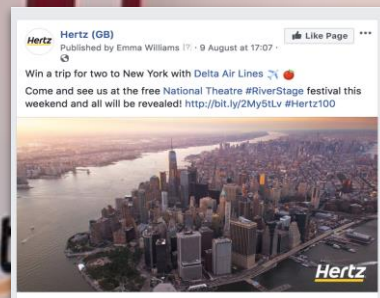 Hertz
Hertz (GB)
Like Page
Published by Emma Williams [?] · 9 August at 17:07 ·
Win a trip for two to New York with Delta Air Lines ✈️ 🍎
Come and see us at the free National Theatre #RiverStage festival this
weekend and all will be revealed! http://bit.ly/2My5tLv #Hertz100
Hertz